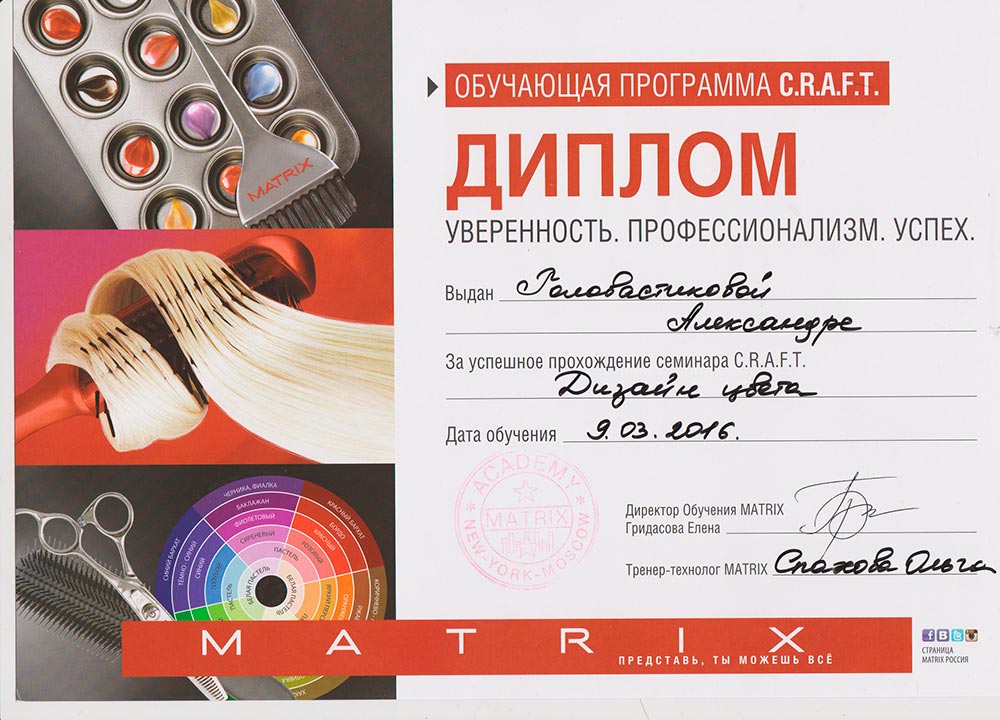 ОБУЧАЮЩАЯ ПРОГРАММА C.R.A.F.T.
ДИПЛОМ
УВЕРЕННОСТЬ. ПРОФЕССИОНАЛИЗМ. УСПЕХ.
Выдан Головастиковой
Александре
За успешное прохождение семинара C.R.A.F.T.
Дизайн цвета
Дата обучения 9.03.2016.
ACADEMY
MATRIX
NEW YORK-MOSCOW
Директор Обучения MATRIX
Гридасова Елена
Тренер-технолог MATRIX Спахова Ольга
MATRIX
ЧЕРНИКА, ФИАЛКА
БАКЛАЖАН
ФИОЛЕТОВЫЙ
СИРЕНЕВЫЙ
ПАСТЕЛЬ
БЕЛАЯ ПАСТЕЛЬ
КРАСНЫЙ БАРХАТ
БОРДО
КРАСНЫЙ
РОЗОВЫЙ
БЕЛАЯ ПАСТЕЛЬ
СИНИЙ БАРХАТ
ТЕМНО - СИНИЙ
СИНИЙ
ГОЛУБОЙ
ПАСТЕЛЬ
MATRIX
ПРЕДСТАВЬ, ТЫ МОЖЕШЬ ВСЁ
СТРАНИЦА
MATRIX РОССИЯ